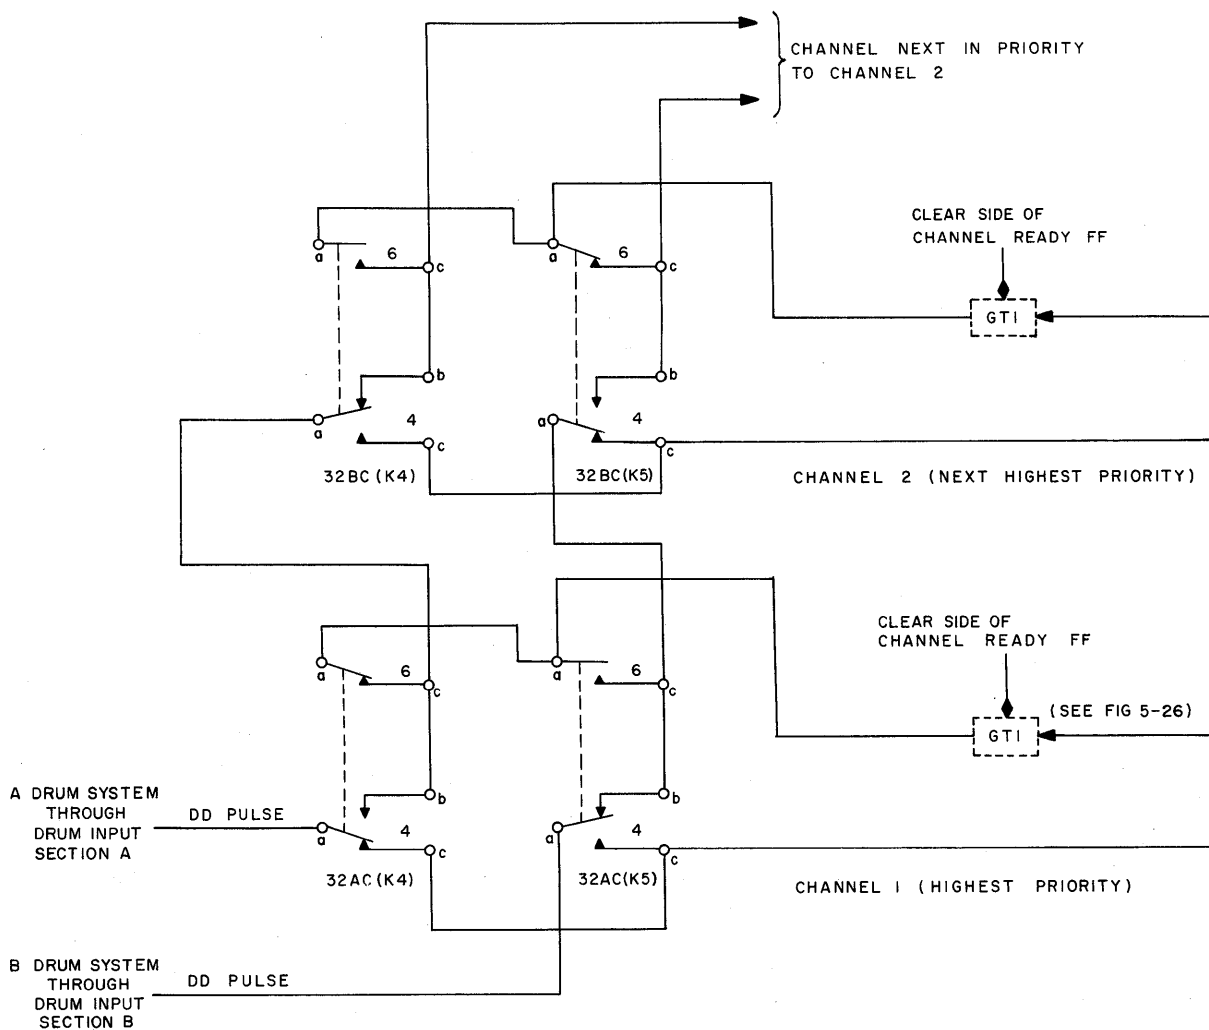 CHANNEL NEXT IN PRIORITY
TO CHANNEL 2
CLEAR SIDE OF
CHANNEL READY FF
a
6
c
a
6
c
GT1
b
b
a
4
c
a
4
c
32BC (K4)
32BC (K5)
CHANNEL 2 (NEXT HIGHEST PRIORITY)
CLEAR SIDE OF
CHANNEL READY FF
a
6
c
a
6
c
(SEE FIG 5-26)
GT1
A DRUM SYSTEM
THROUGH
DRUM INPUT
SECTION A
DD PULSE
b
b
a
4
c
a
4
c
32AC (K4)
32AC (K5)
CHANNEL 1 (HIGHEST PRIORITY)
B DRUM SYSTEM
THROUGH
DRUM INPUT
SECTION B
DD PULSE